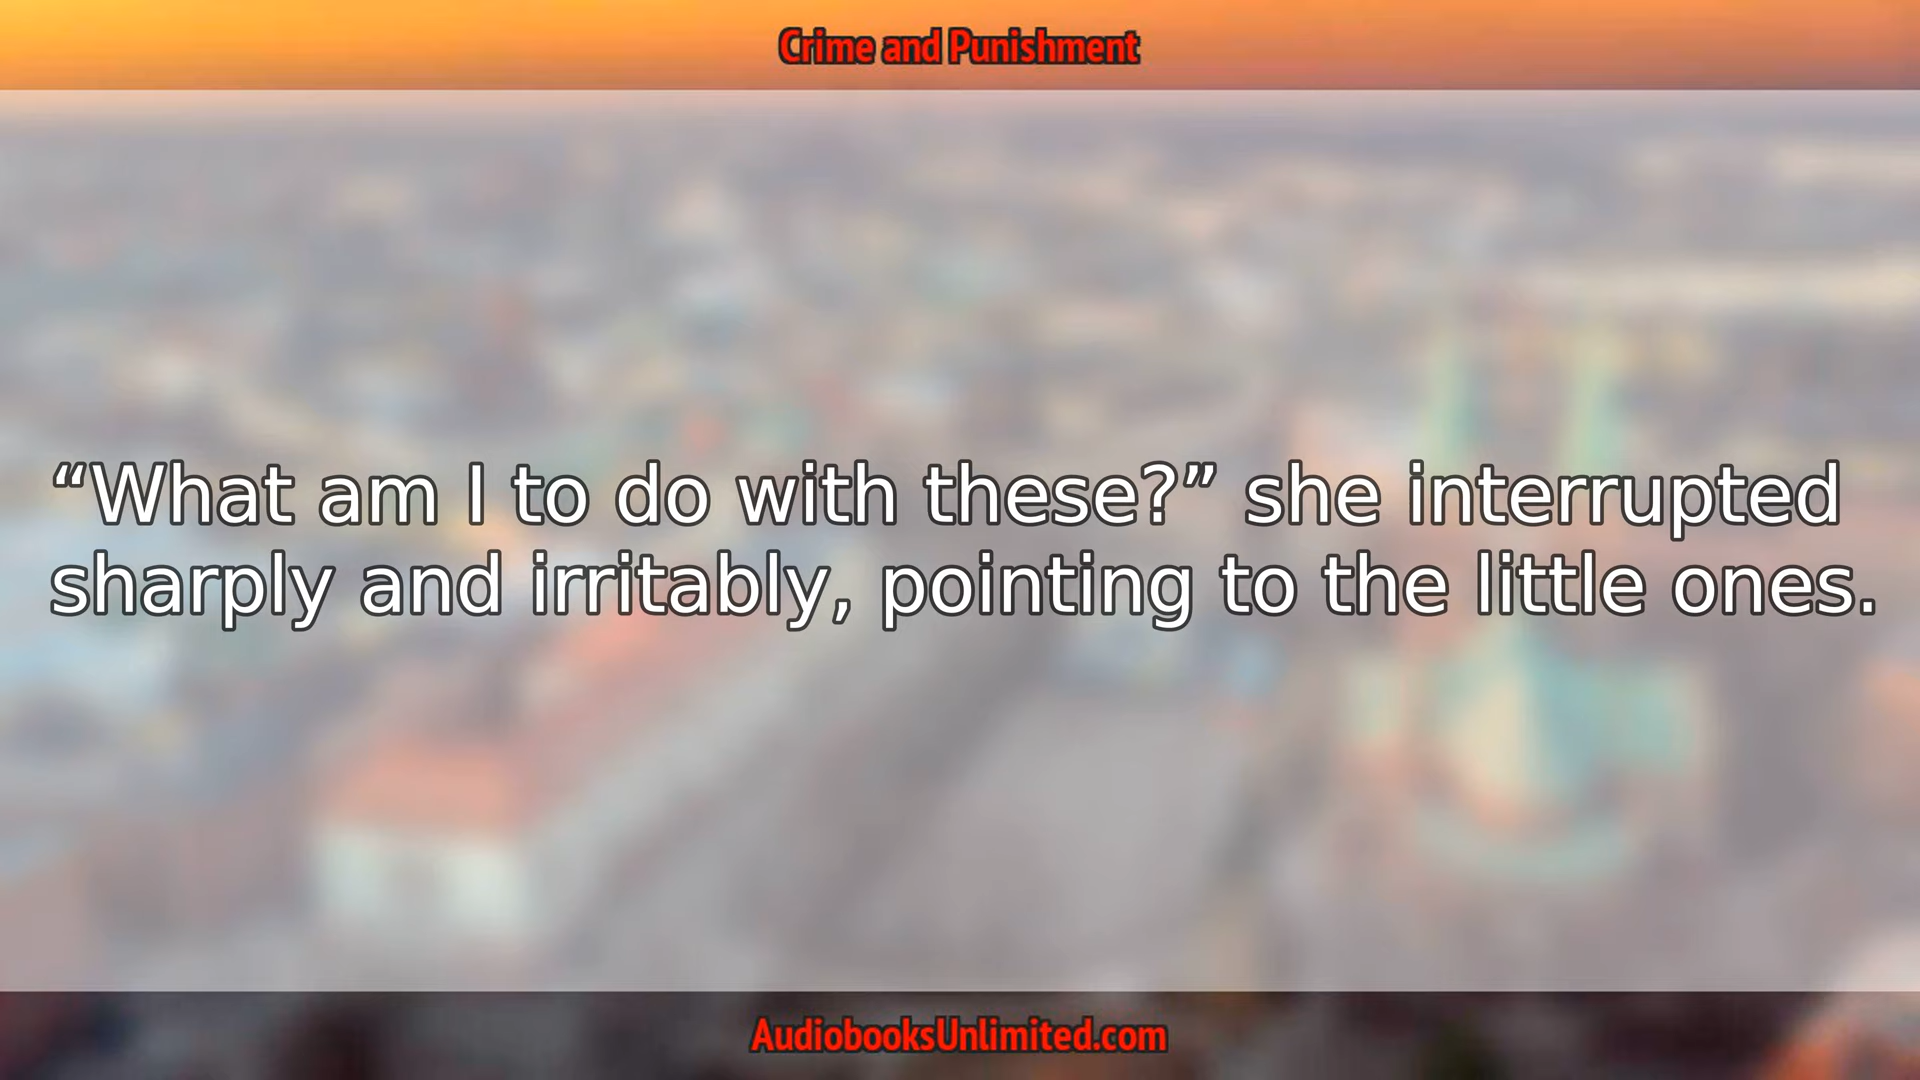 Crime and Punishment
“What am I to do with these?” she interrupted
sharply and irritably, pointing to the little ones.
AudiobooksUnlimited.com